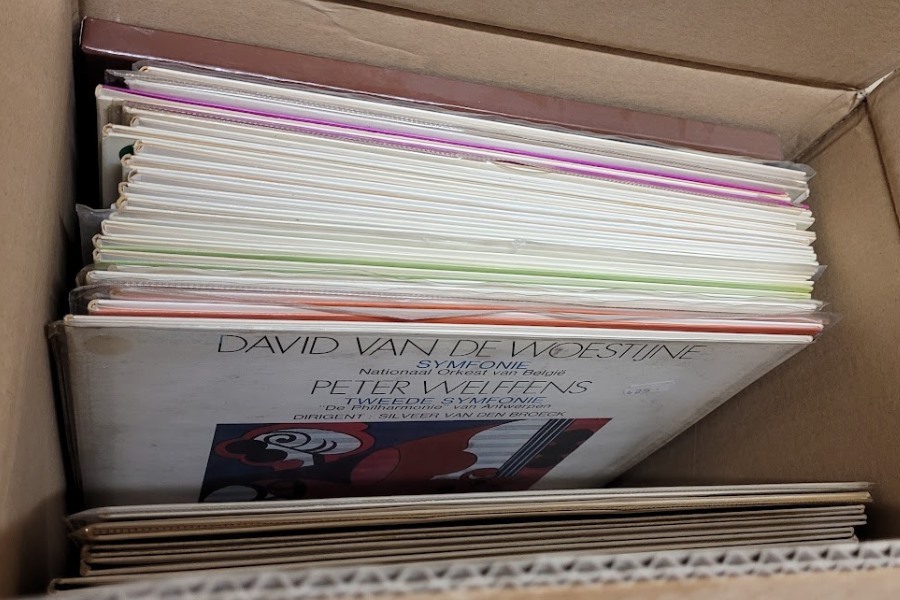 DAVID VAN DE WOESTIJNE
SYMFONIE
Nationaal Orkest van België
PETER WELFFENS
TWEEDE SYMFONIE
"De Philharmonie" van Antwerpen
DIRIGENT : SILVEER VAN DEN BROECK